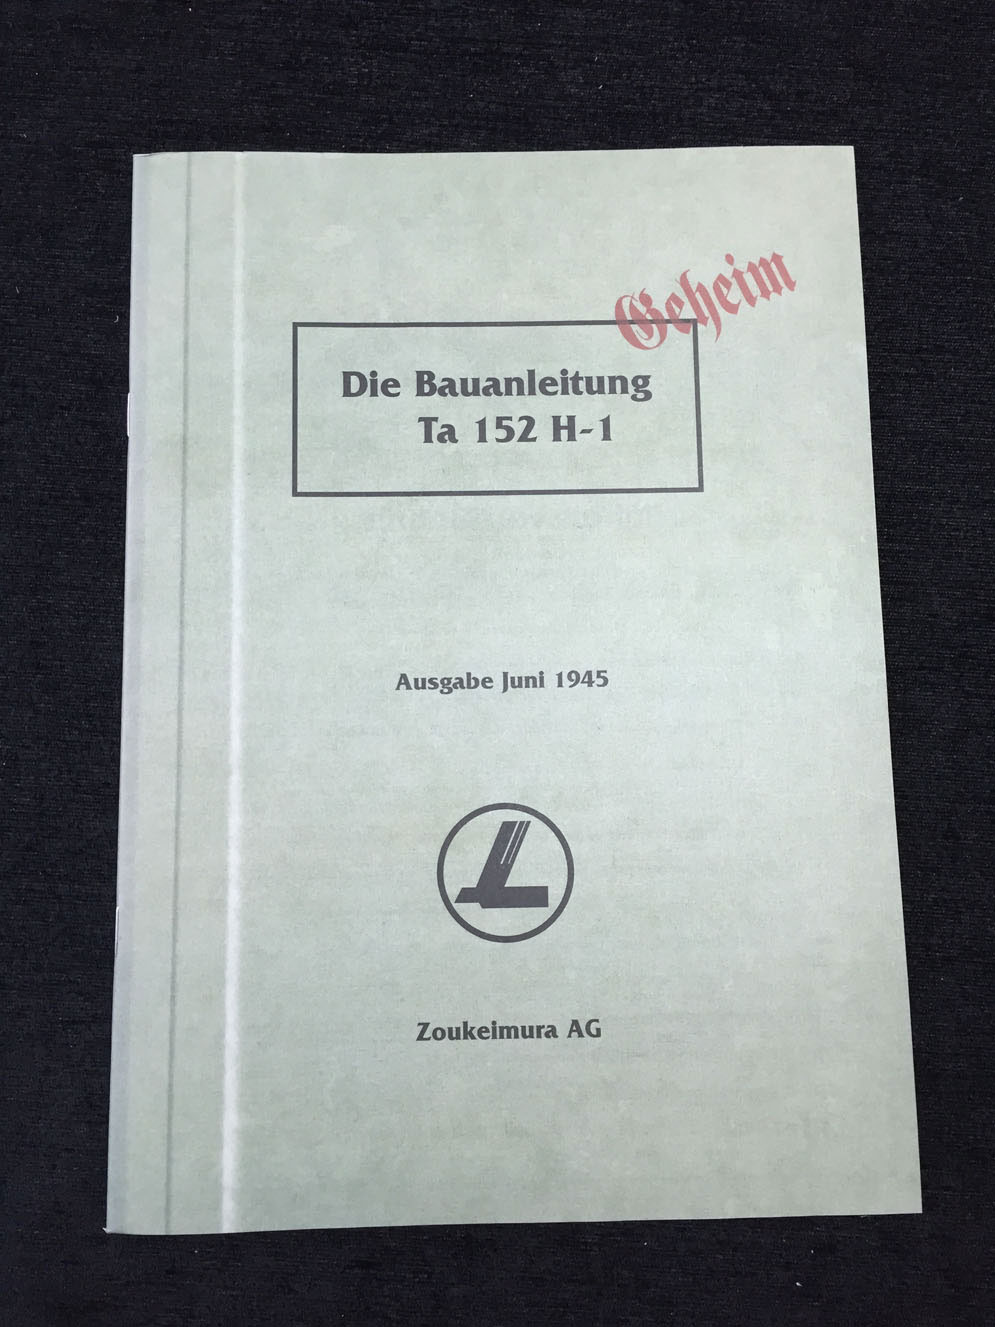 Geheim
Die Bauanleitung
Ta 152 H-1
Ausgabe Juni 1945
L
Zoukeimura AG